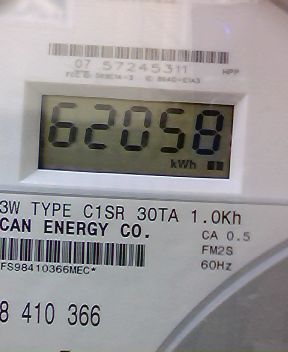 07 57245311 HPP
62058
kWh
3W TYPE C1SR 30TA 1.0Kh
CAN ENERGY CO.
CA 0.5
FM2S
60Hz
FS98410366MEC*
8 410 366